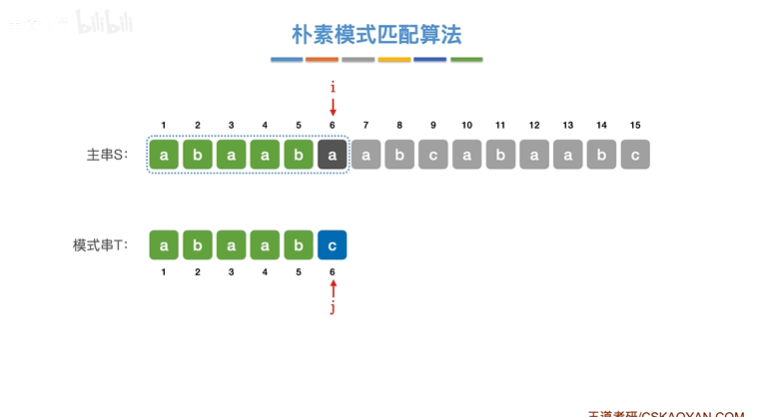 bilibili
朴素模式匹配算法
i
1 2 3 4 5 6 7 8 9 10 11 12 13 14 15
主串S： a b a a b a a b c a b a a b c
模式串T： a b a a b c
1 2 3 4 5 6
j
王道考研/CSKAOYAN.COM